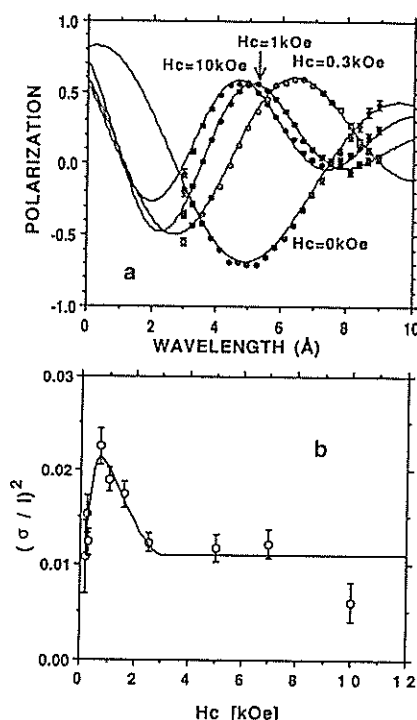 1.0
0.5
0.0
-0.5
-1.0
POLARIZATION
Hc=1kOe
Hc=10kOe
Hc=0.3kOe
Hc=0kOe
a
0 2 4 6 8 10
WAVELENGTH (Å)
0.03
0.02
0.01
0.00
(σ / l)²
b
0 2 4 6 8 10 12
Hc [kOe]